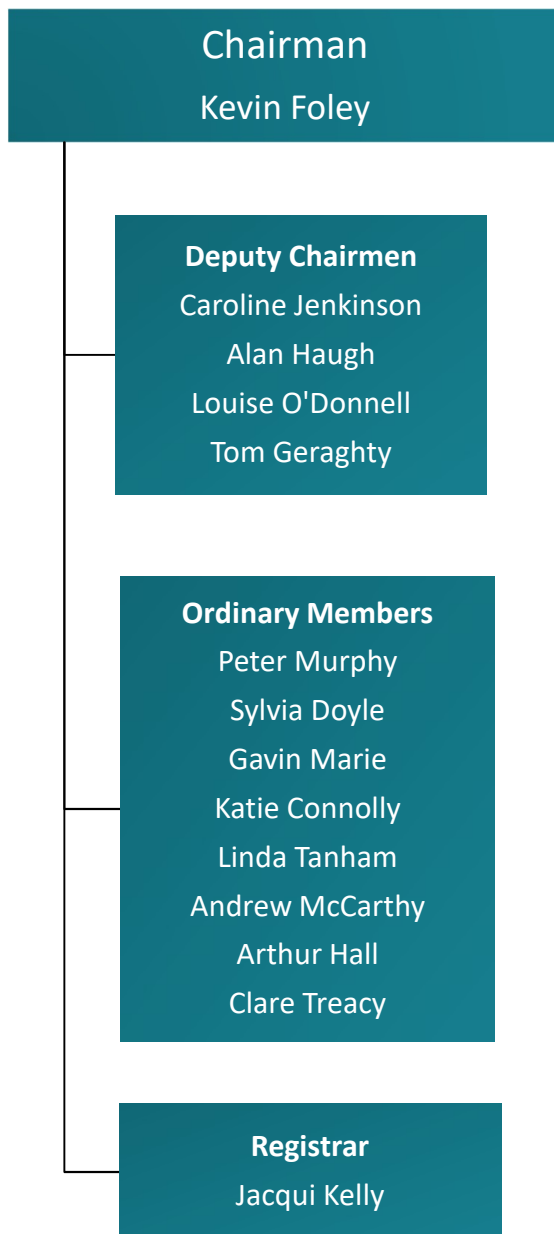 Chairman
Kevin Foley
Deputy Chairmen
Caroline Jenkinson
Alan Haugh
Louise O'Donnell
Tom Geraghty
Ordinary Members
Peter Murphy
Sylvia Doyle
Gavin Marie
Katie Connolly
Linda Tanham
Andrew McCarthy
Arthur Hall
Clare Treacy
Registrar
Jacqui Kelly